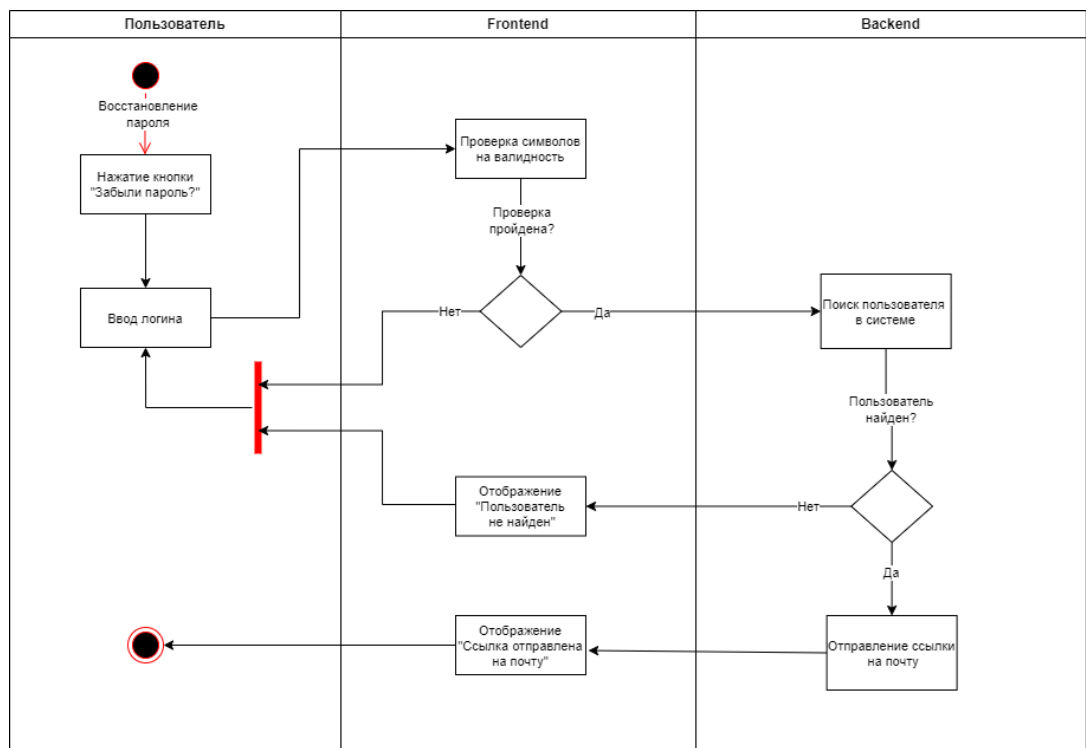 Пользователь
Frontend
Backend
Восстановление
пароля
Нажатие кнопки
"Забыли пароль?"
Ввод логина
Проверка символов
на валидность
Проверка
пройдена?
Нет
Да
Поиск пользователя
в системе
Пользователь
найден?
Нет
Да
Отображение
"Пользователь
не найден"
Отправление ссылки
на почту
Отображение
"Ссылка отправлена
на почту"